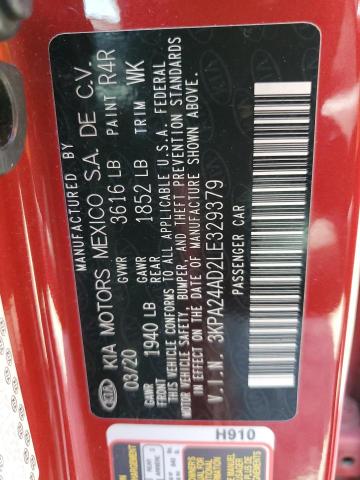 MANUFACTURED BY
KIA MOTORS MEXICO S.A. DE C.V.
03/20 GVWR 3616 LB PAINT R4R
GAWR 1940 LB GAWR 1852 LB TRIM WK
THIS VEHICLE CONFORMS TO ALL APPLICABLE U.S.A. FEDERAL
MOTOR VEHICLE SAFETY, BUMPER, AND THEFT PREVENTION STANDARDS
IN EFFECT ON THE DATE OF MANUFACTURE SHOWN ABOVE.
V.I.N. 3KPA24AD2LE329379
PASSENGER CAR
H910